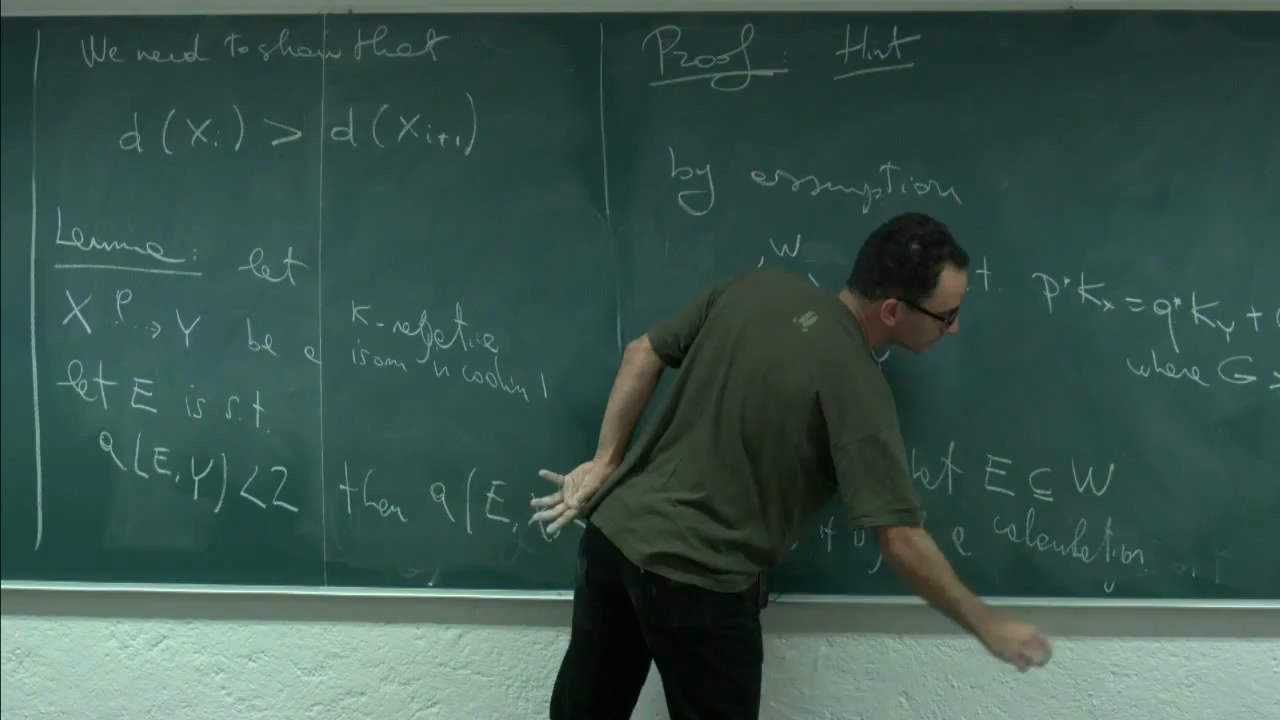 We need to show that
d(Xi) > d(Xi+1)
Lemma: let
X P⇢ Y be a K-negative
isom in codim 1
let E is s.t.
a(E,Y)<2 then a(E,
Proof: Hint
by assumption
W
t. p*Kx = q*Ky +
where G ≥
let E ⊆ W
calculation